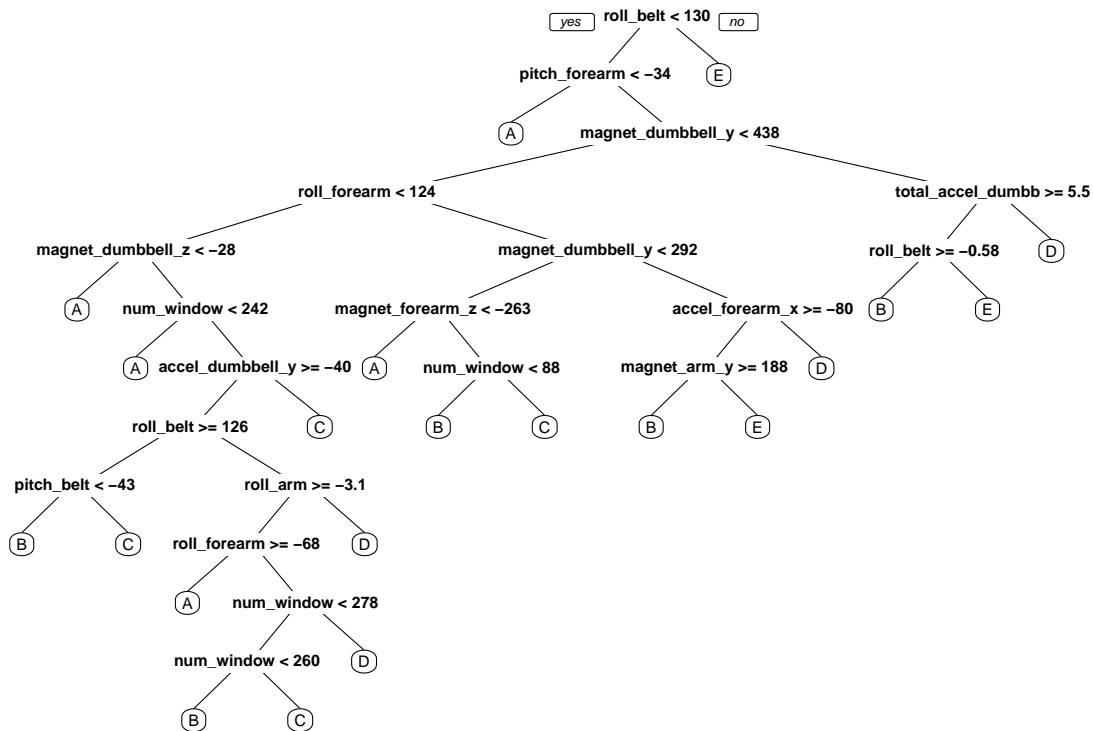 yes roll_belt < 130 no
pitch_forearm < −34 E
A magnet_dumbbell_y < 438
roll_forearm < 124 total_accel_dumbb >= 5.5
magnet_dumbbell_z < −28 magnet_dumbbell_y < 292 roll_belt >= −0.58 D
A num_window < 242 magnet_forearm_z < −263 accel_forearm_x >= −80 B E
A accel_dumbbell_y >= −40 A num_window < 88 magnet_arm_y >= 188 D
roll_belt >= 126 C B C B E
pitch_belt < −43 roll_arm >= −3.1
B C roll_forearm >= −68 D
A num_window < 278
num_window < 260 D
B C